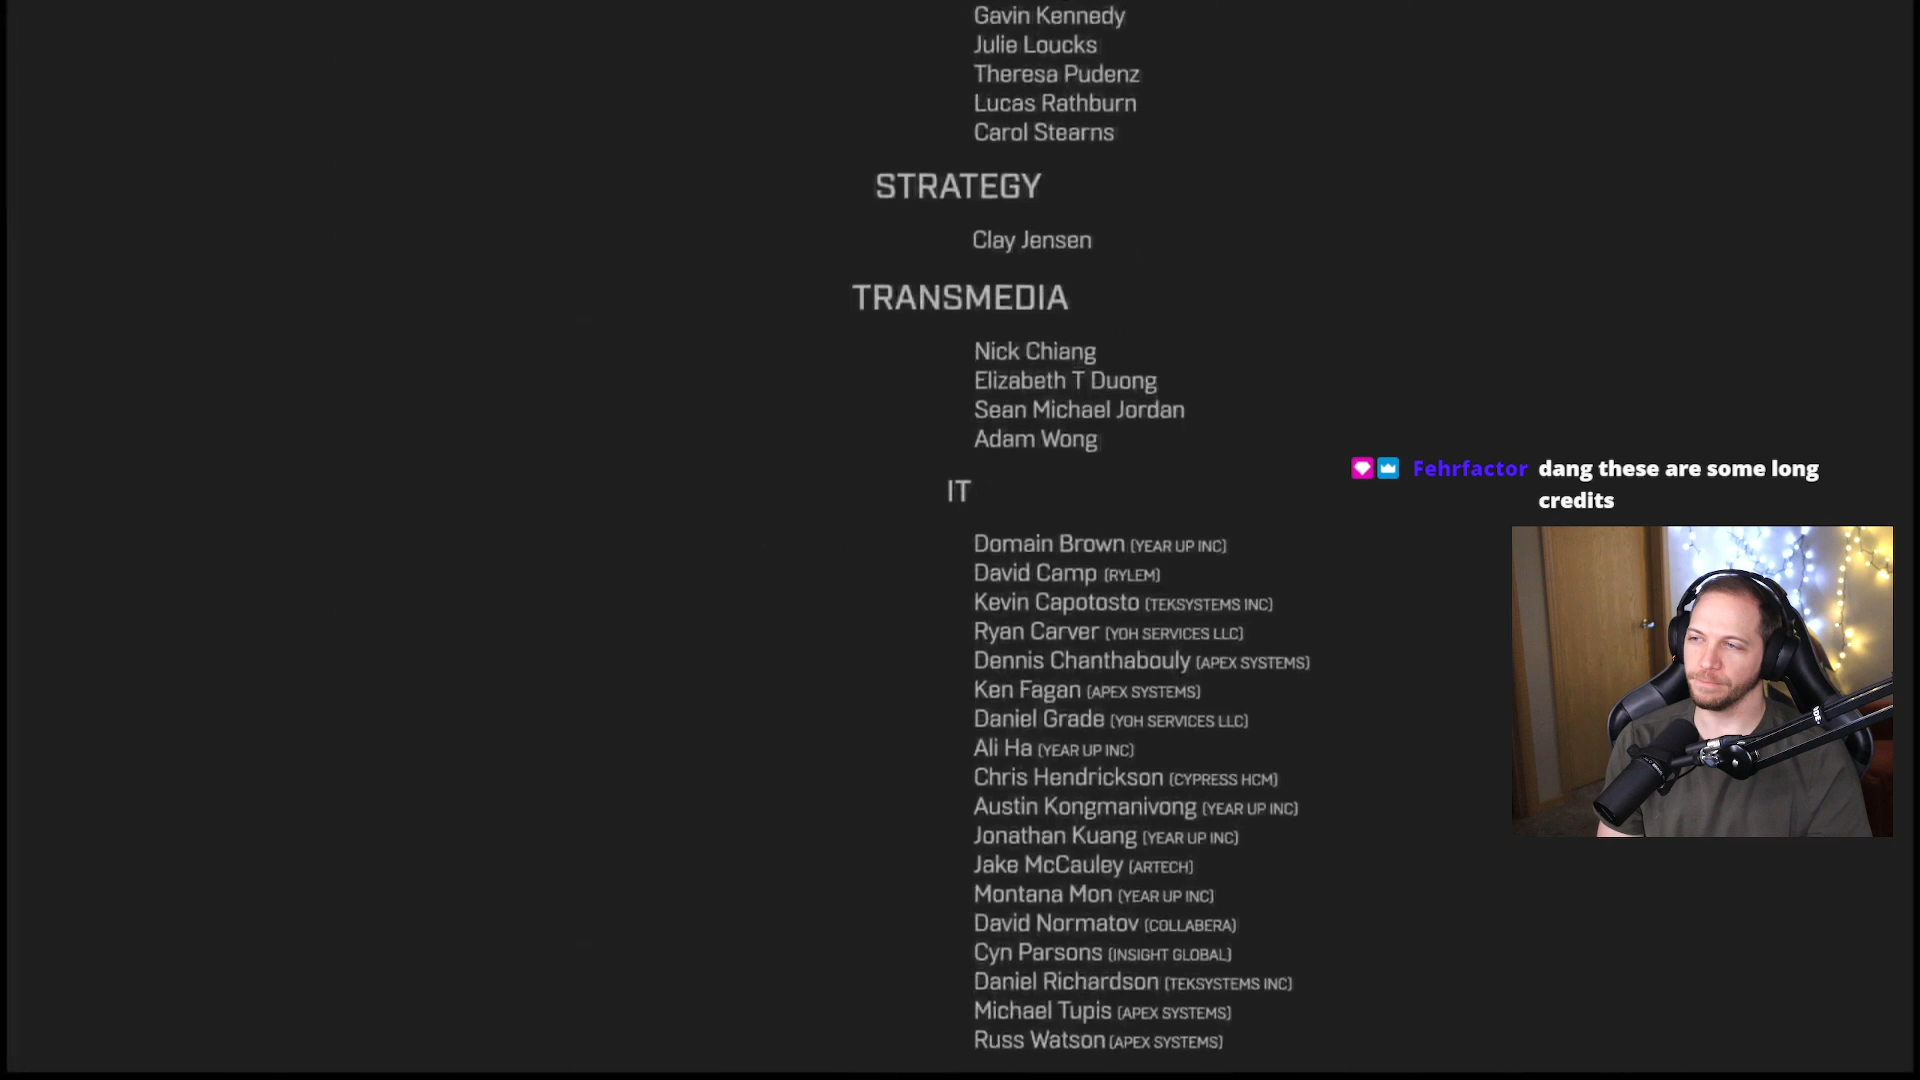 Gavin Kennedy
Julie Loucks
Theresa Pudenz
Lucas Rathburn
Carol Stearns
STRATEGY
Clay Jensen
TRANSMEDIA
Nick Chiang
Elizabeth T Duong
Sean Michael Jordan
Adam Wong
IT
Domain Brown (YEAR UP INC)
David Camp (RYLEM)
Kevin Capotosto (TEKSYSTEMS INC)
Ryan Carver (YOH SERVICES LLC)
Dennis Chanthabouly (APEX SYSTEMS)
Ken Fagan (APEX SYSTEMS)
Daniel Grade (YOH SERVICES LLC)
Ali Ha (YEAR UP INC)
Chris Hendrickson (CYPRESS HCM)
Austin Kongmanivong (YEAR UP INC)
Jonathan Kuang (YEAR UP INC)
Jake McCauley (ARTECH)
Montana Mon (YEAR UP INC)
David Normatov (COLLABERA)
Cyn Parsons (INSIGHT GLOBAL)
Daniel Richardson (TEKSYSTEMS INC)
Michael Tupis (APEX SYSTEMS)
Russ Watson (APEX SYSTEMS)
Fehrfactor dang these are some long
credits